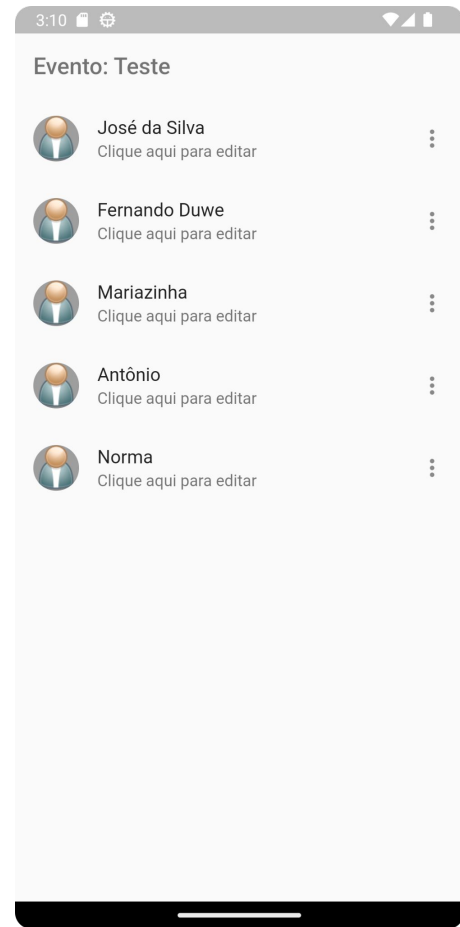 3:10
Evento: Teste
José da Silva
Clique aqui para editar
Fernando Duwe
Clique aqui para editar
Mariazinha
Clique aqui para editar
Antônio
Clique aqui para editar
Norma
Clique aqui para editar